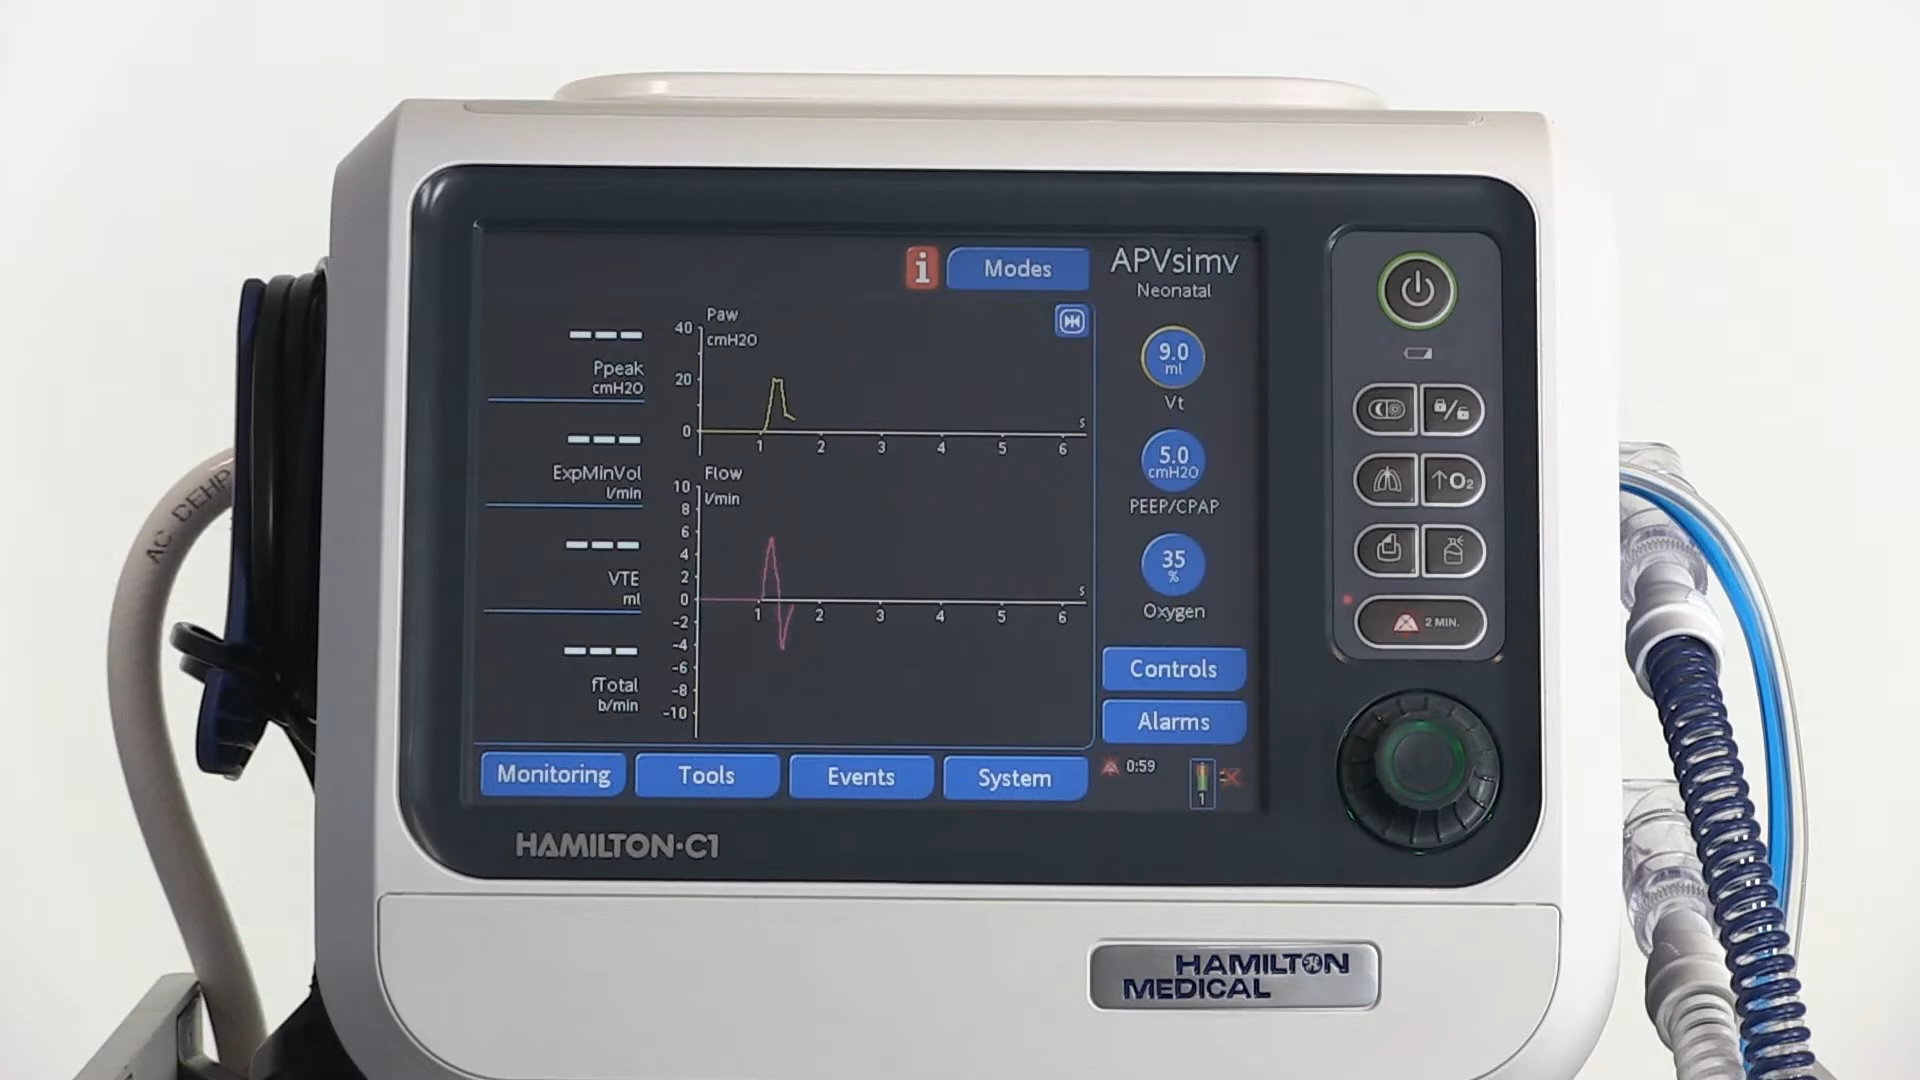 i
Modes
APVsimv
Neonatal
---
Ppeak
cmH2O
---
ExpMinVol
l/min
---
VTE
ml
---
fTotal
b/min
Paw
cmH2O
40
20
0
1 2 3 4 5 6
s
Flow
l/min
10
8
6
4
2
0
-2
-4
-6
-8
-10
1 2 3 4 5 6
s
9.0
ml
Vt
5.0
cmH2O
PEEP/CPAP
35
%
Oxygen
Controls
Alarms
Monitoring
Tools
Events
System
0:59
1
O2
2 MIN.
HAMILTON·C1
HAMILTON
MEDICAL
AC DEHP